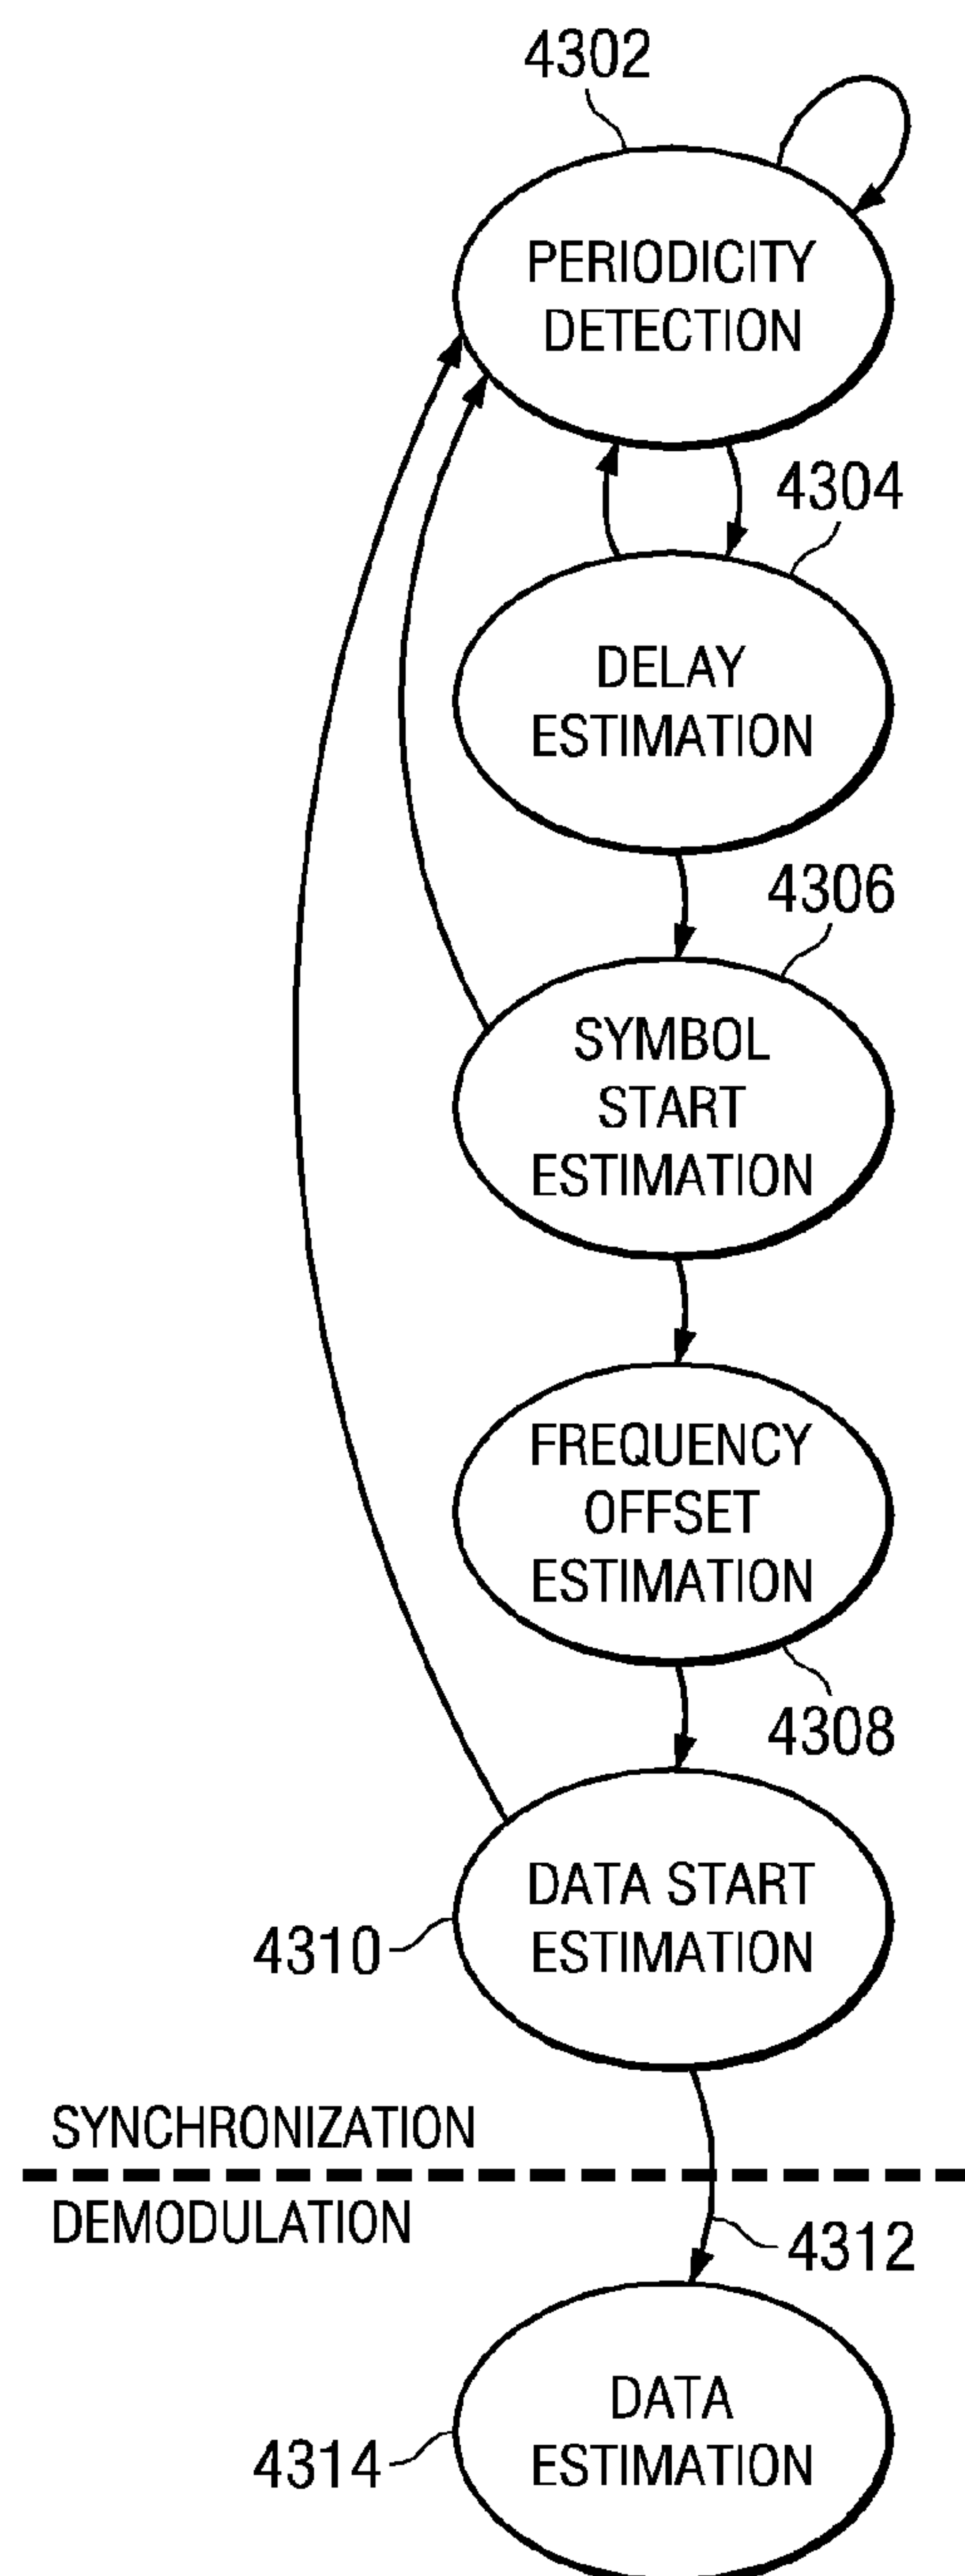 4302
PERIODICITY
DETECTION
4304
DELAY
ESTIMATION
4306
SYMBOL
START
ESTIMATION
FREQUENCY
OFFSET
ESTIMATION
4308
DATA START
ESTIMATION
4310
SYNCHRONIZATION
DEMODULATION
4312
DATA
ESTIMATION
4314